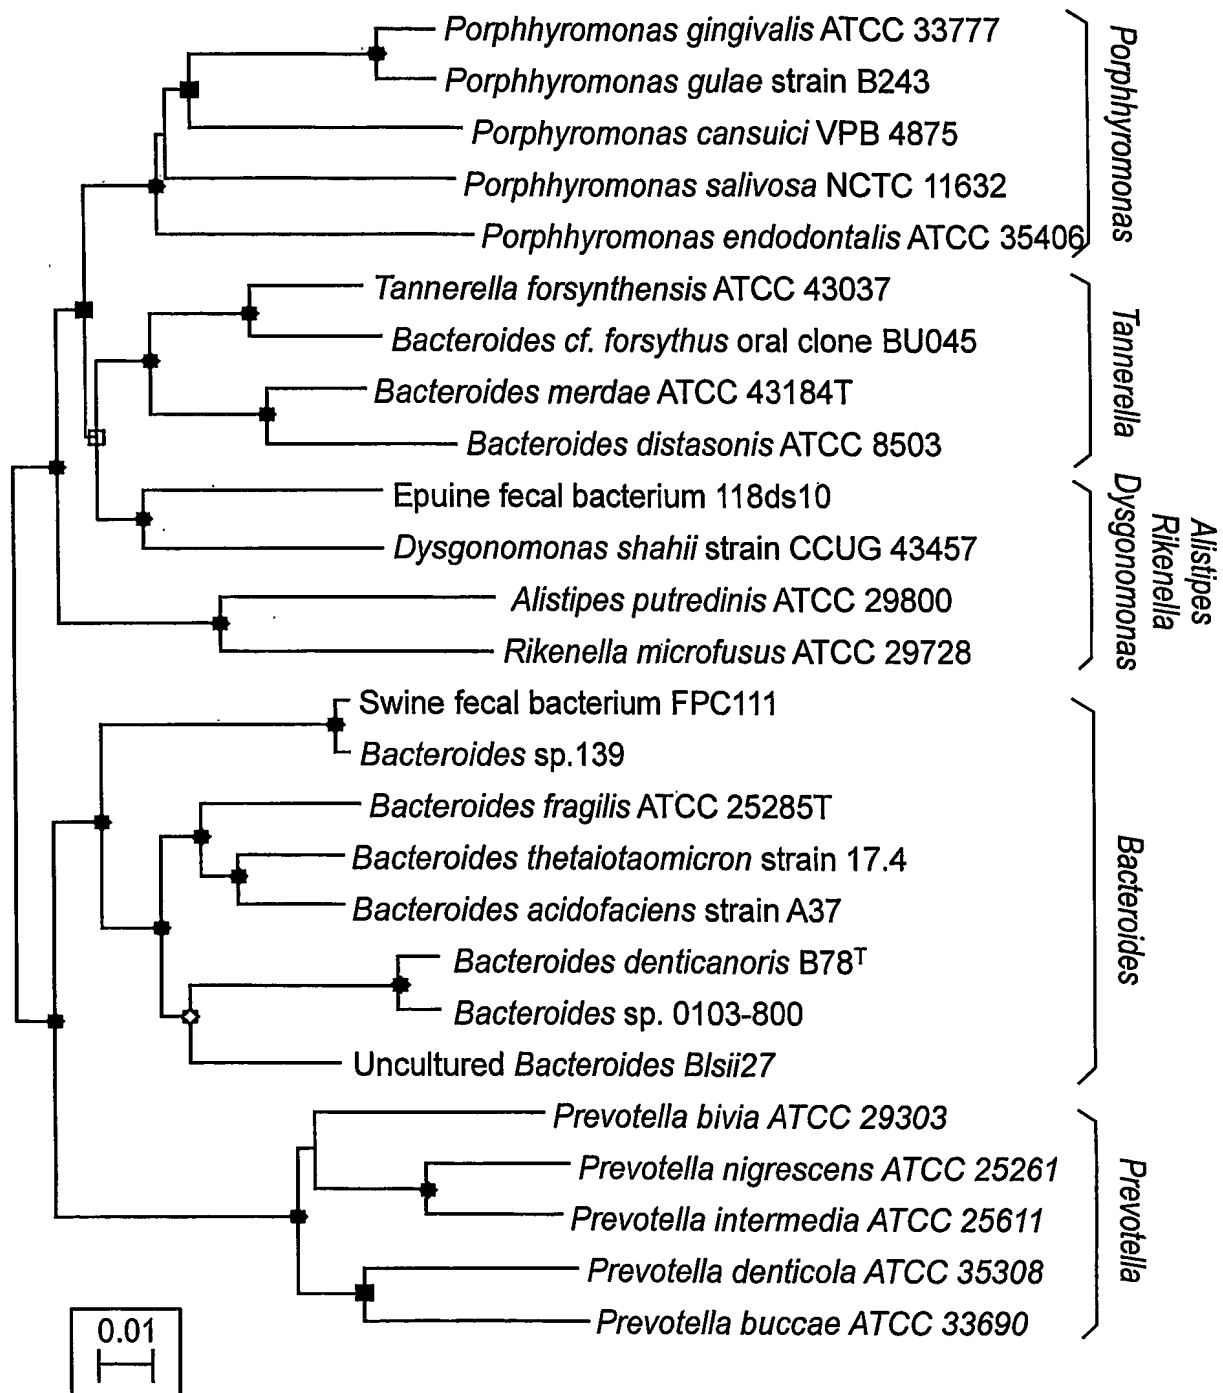 Porphhyromonas gingivalis ATCC 33777
Porphhyromonas gulae strain B243
Porphyromonas cansuici VPB 4875
Porphhyromonas salivosa NCTC 11632
Porphhyromonas endodontalis ATCC 35406
Porphhyromonas
Tannerella forsynthensis ATCC 43037
Bacteroides cf. forsythus oral clone BU045
Bacteroides merdae ATCC 43184T
Bacteroides distasonis ATCC 8503
Tannerella
Epuine fecal bacterium 118ds10
Dysgonomonas shahii strain CCUG 43457
Alistipes putredinis ATCC 29800
Rikenella microfusus ATCC 29728
Alistipes
Rikenella
Dysgonomonas
Swine fecal bacterium FPC111
Bacteroides sp.139
Bacteroides fragilis ATCC 25285T
Bacteroides thetaiotaomicron strain 17.4
Bacteroides acidofaciens strain A37
Bacteroides denticanoris B78ᵀ
Bacteroides sp. 0103-800
Uncultured Bacteroides Blsii27
Bacteroides
Prevotella bivia ATCC 29303
Prevotella nigrescens ATCC 25261
Prevotella intermedia ATCC 25611
Prevotella denticola ATCC 35308
Prevotella buccae ATCC 33690
Prevotella
0.01